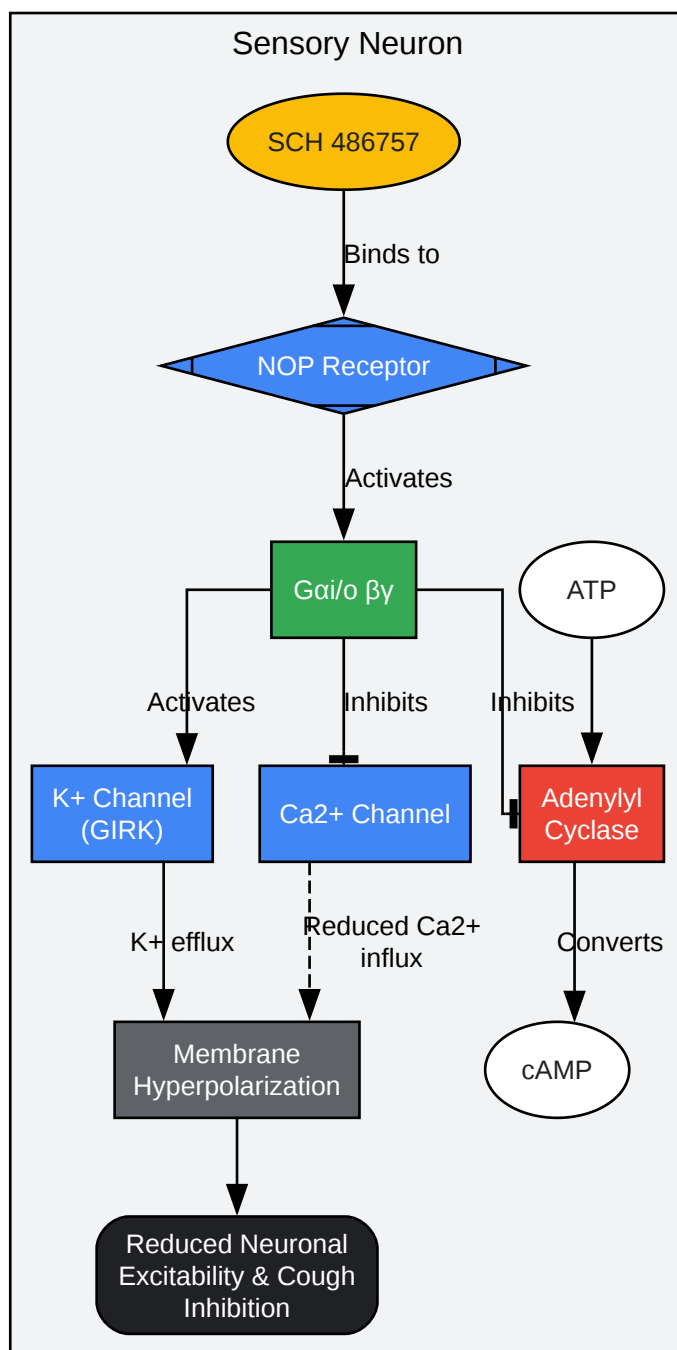 Sensory Neuron
SCH 486757
Binds to
NOP Receptor
Activates
Gαi/o βγ
ATP
Activates
Inhibits
Inhibits
K+ Channel
(GIRK)
Ca2+ Channel
Adenylyl
Cyclase
K+ efflux
Reduced Ca2+
influx
Converts
Membrane
Hyperpolarization
cAMP
Reduced Neuronal
Excitability & Cough
Inhibition